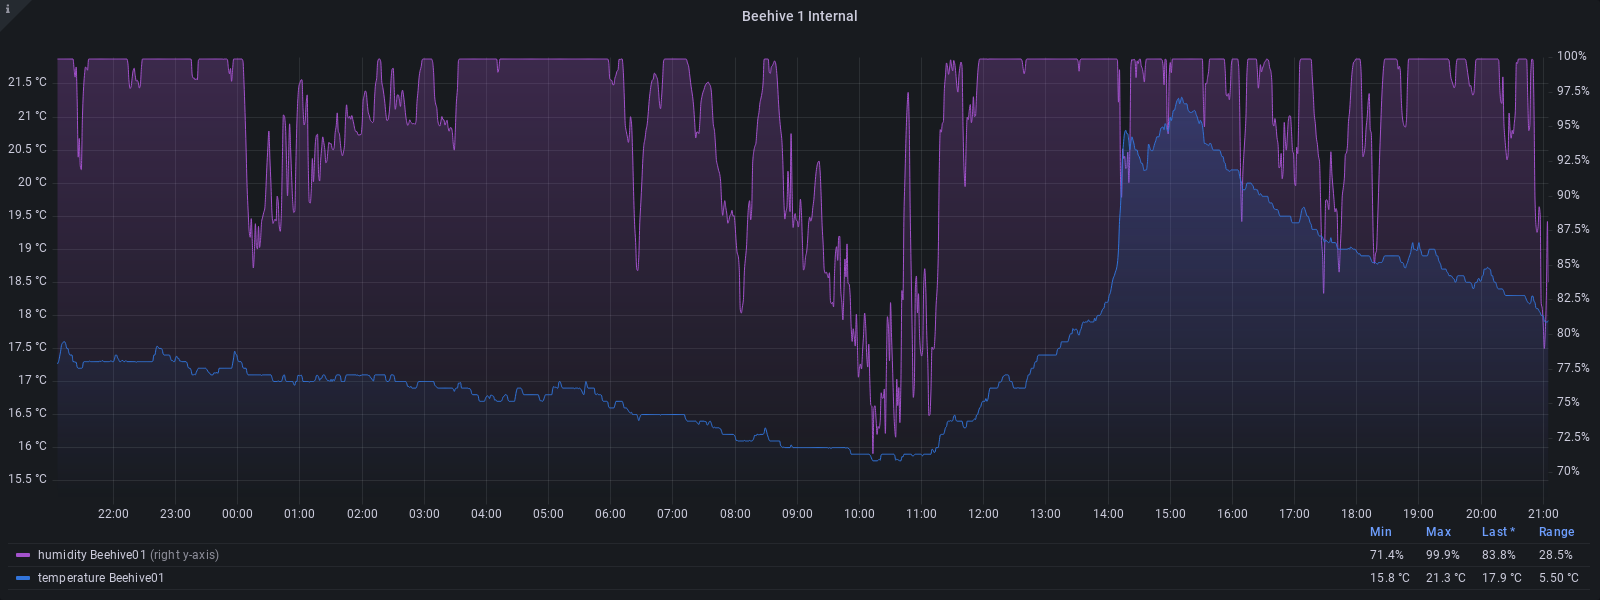 i
Beehive 1 Internal
21.5 °C
21 °C
20.5 °C
20 °C
19.5 °C
19 °C
18.5 °C
18 °C
17.5 °C
17 °C
16.5 °C
16 °C
15.5 °C
100%
97.5%
95%
92.5%
90%
87.5%
85%
82.5%
80%
77.5%
75%
72.5%
70%
22:00 23:00 00:00 01:00 02:00 03:00 04:00 05:00 06:00 07:00 08:00 09:00 10:00 11:00 12:00 13:00 14:00 15:00 16:00 17:00 18:00 19:00 20:00 21:00
Min Max Last * Range
humidity Beehive01 (right y-axis) 71.4% 99.9% 83.8% 28.5%
temperature Beehive01 15.8 °C 21.3 °C 17.9 °C 5.50 °C